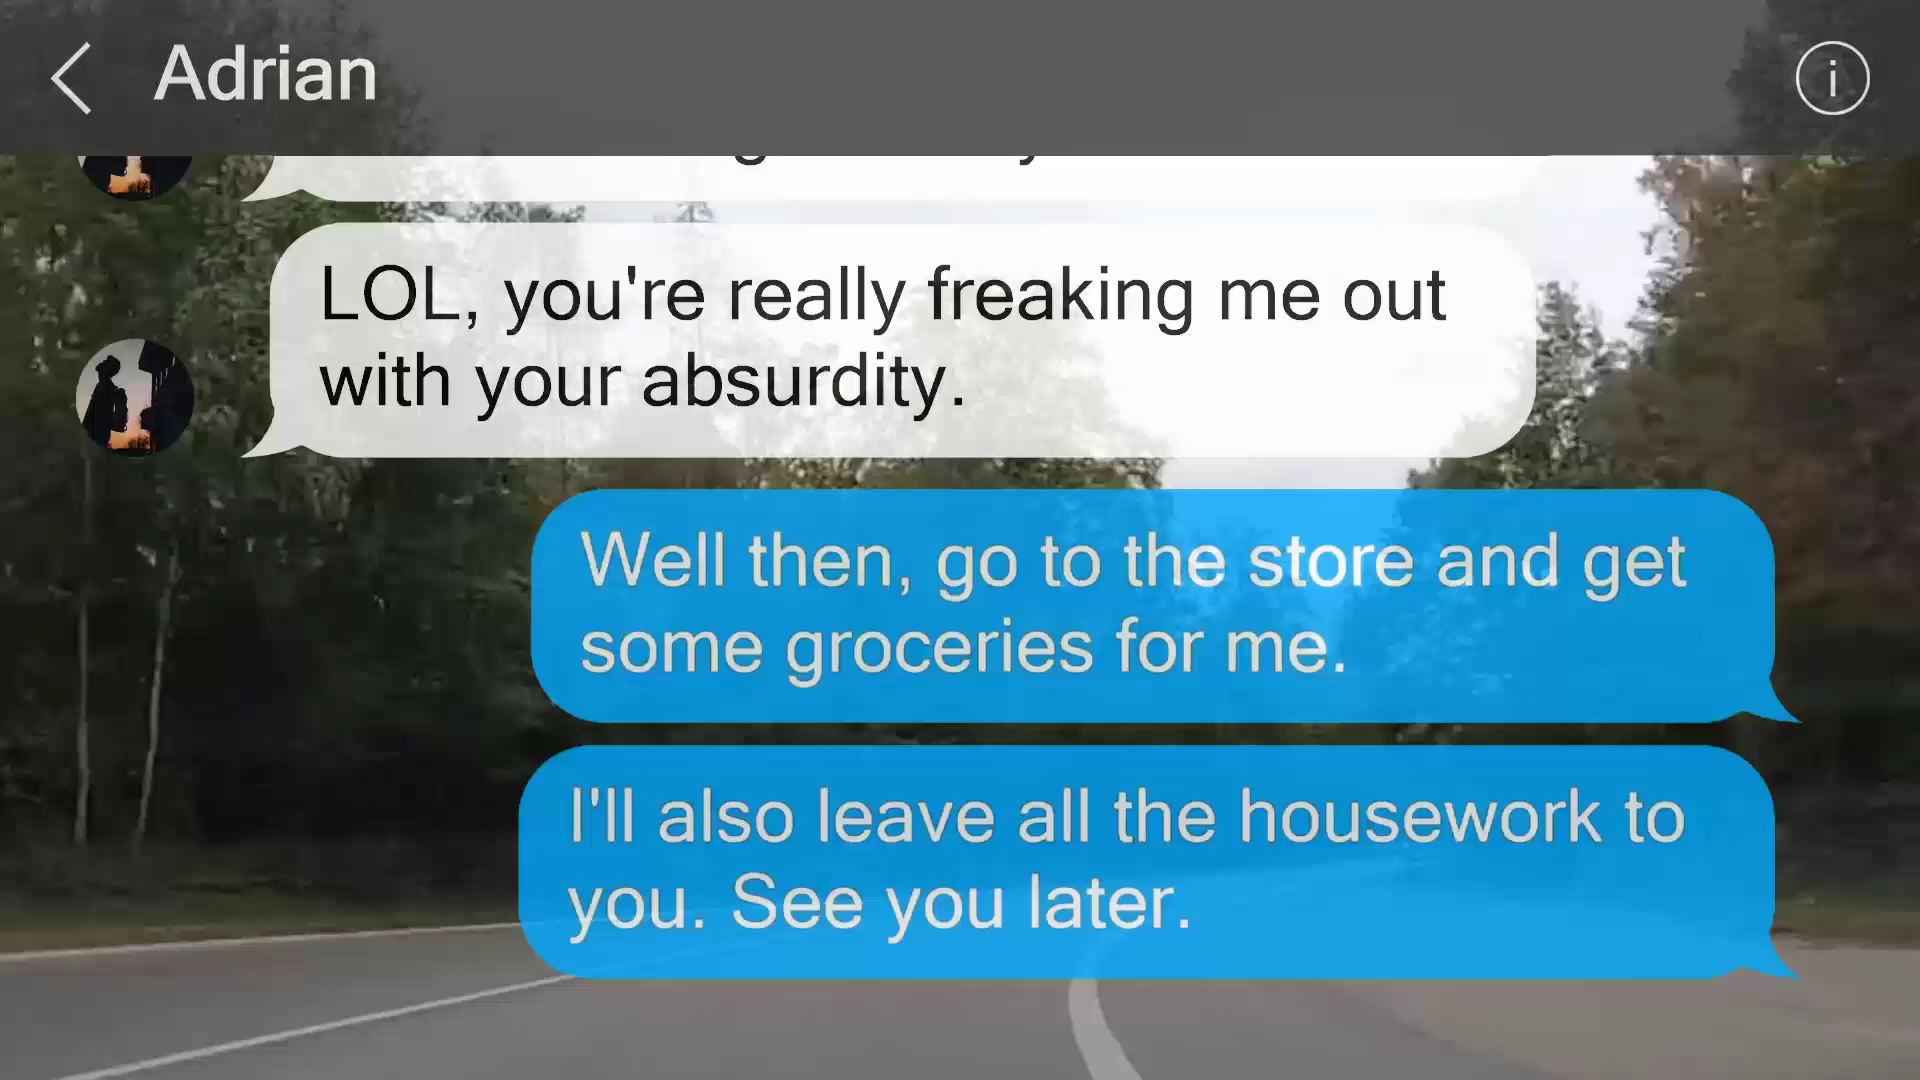 Adrian
LOL, you're really freaking me out
with your absurdity.
Well then, go to the store and get
some groceries for me.
I'll also leave all the housework to
you. See you later.